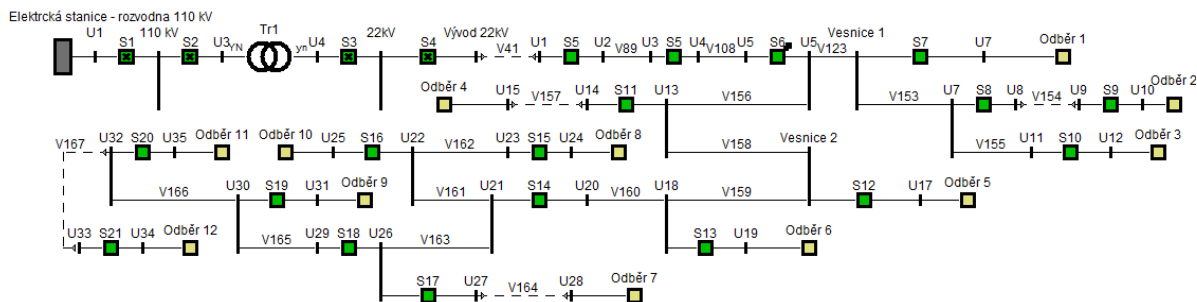 Elektrcká stanice - rozvodna 110 kV
U1 S1 110 kV S2 U3 YN Tr1 yn U4 S3 22kV S4 Vývod 22kV V41 U1 S5 U2 V89 U3 S5 U4 V108 U5 S6 U5 V123 Vesnice 1 S7 U7 Odběr 1
Odběr 4 U15 V157 U14 S11 U13 V156 V153 U7 S8 U8 V154 U9 S9 U10 Odběr 2
V167 U32 S20 U35 Odběr 11 Odběr 10 U25 S16 U22 V162 U23 S15 U24 Odběr 8 V158 Vesnice 2 V155 U11 S10 U12 Odběr 3
V166 U30 S19 U31 Odběr 9 V161 U21 S14 U20 V160 U18 V159 S12 U17 Odběr 5
U33 S21 U34 Odběr 12 V165 U29 S18 U26 V163 S13 U19 Odběr 6
S17 U27 V164 U28 Odběr 7